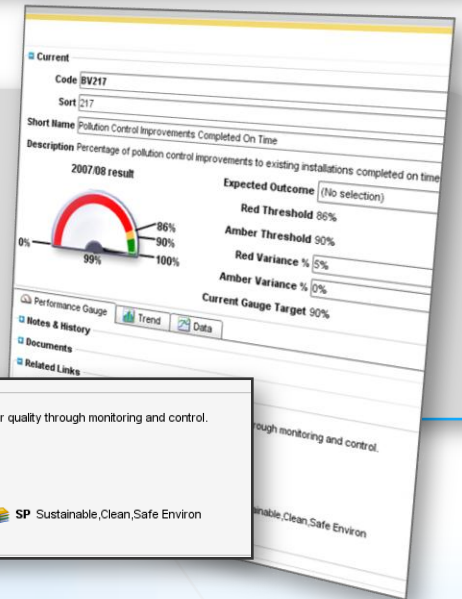 Current
Code BV217
Sort 217
Short Name Pollution Control Improvements Completed On Time
Description Percentage of pollution control improvements to existing installations completed on time
2007/08 result
Expected Outcome (No selection)
Red Threshold 86%
Amber Threshold 90%
Red Variance % 5%
Amber Variance % 0%
Current Gauge Target 90%
86%
90%
0%
99%
100%
Performance Gauge Trend Data
Notes & History
Documents
Related Links
r quality through monitoring and control.
rough monitoring and control.
SP Sustainable,Clean,Safe Environ
ainable,Clean,Safe Environ